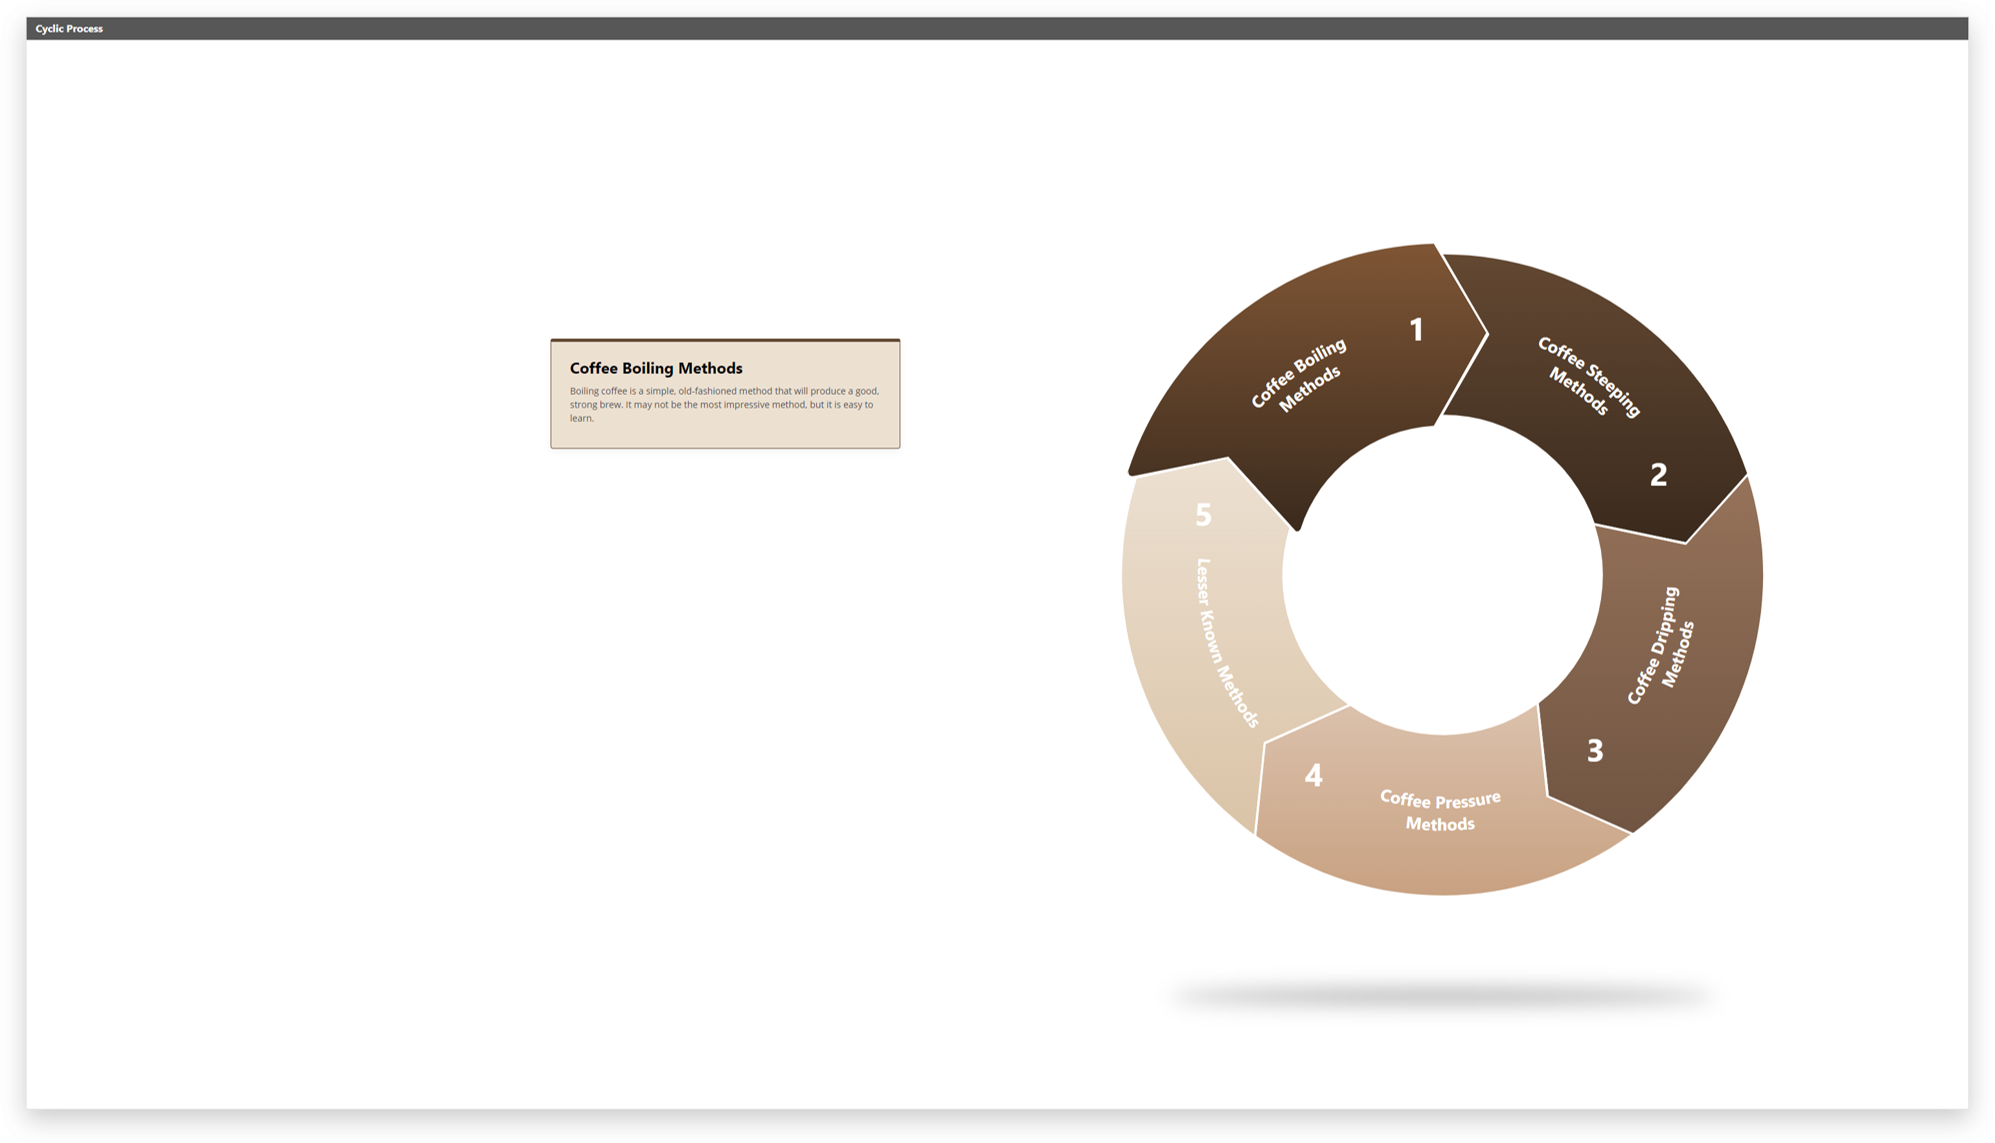 Cyclic Process
Coffee Boiling Methods
Boiling coffee is a simple, old-fashioned method that will produce a good,
strong brew. It may not be the most impressive method, but it is easy to
learn.
1
Coffee Boiling
Methods
Coffee Steeping
Methods
2
Coffee Dripping
Methods
3
4
Coffee Pressure
Methods
5
Lesser Known Methods